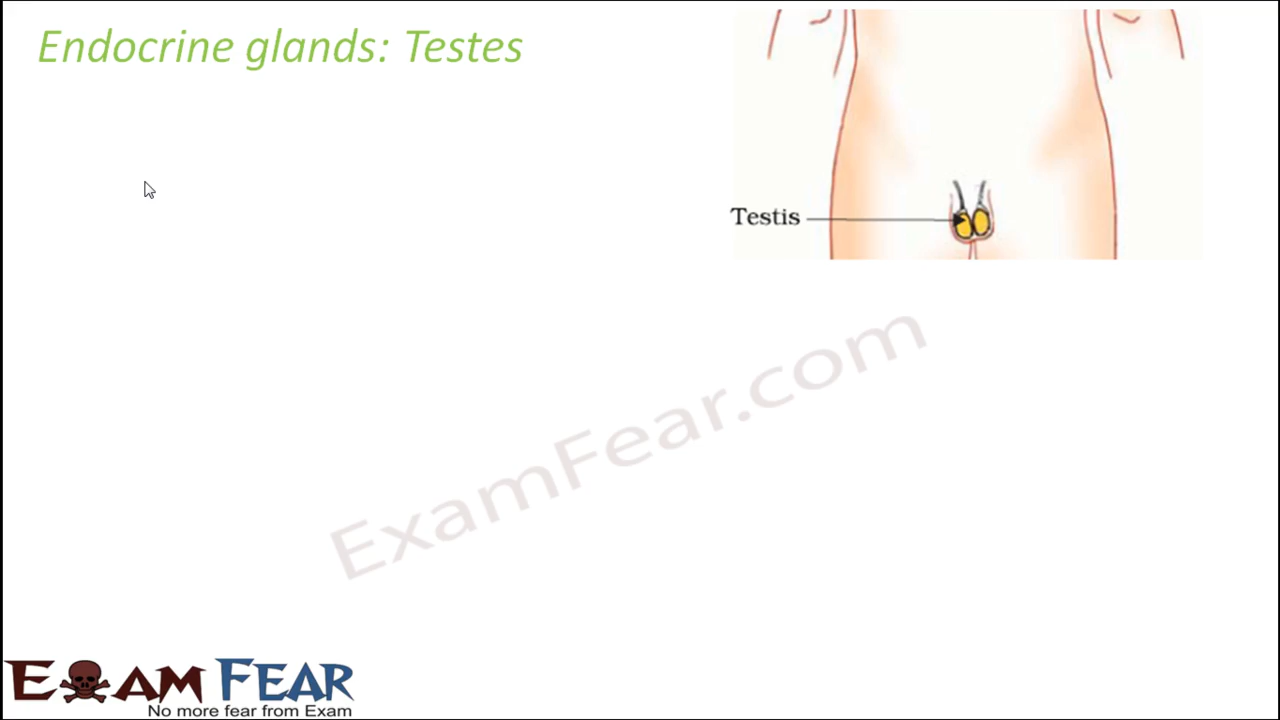 Endocrine glands: Testes
Testis
ExamFear.com
EXAM FEAR
No more fear from Exam